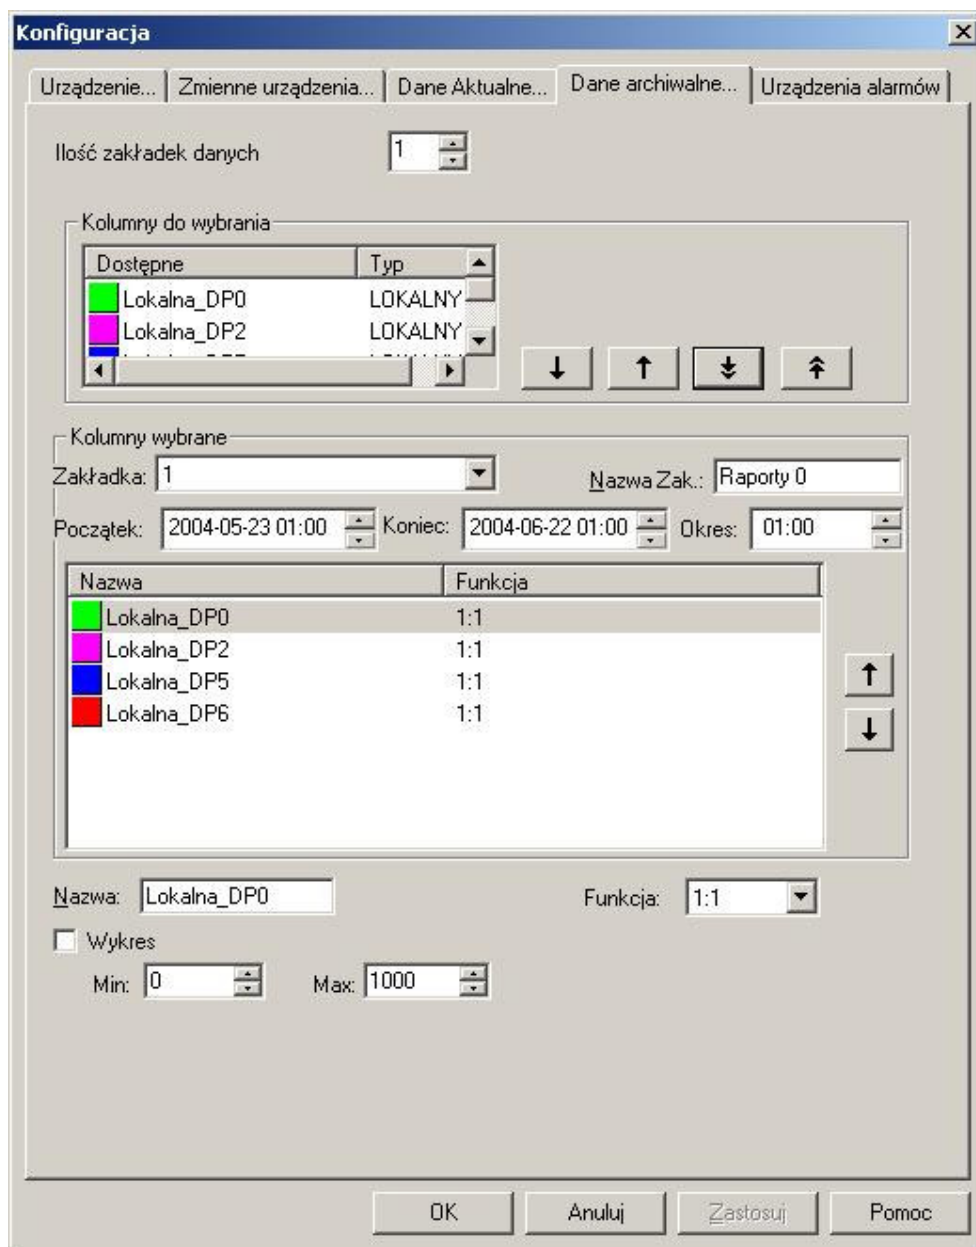 Konfiguracja
Urządzenie... Zmienne urządzenia... Dane Aktualne... Dane archiwalne... Urządzenia alarmów
Ilość zakładek danych 1
Kolumny do wybrania
Dostępne Typ
Lokalna_DP0 LOKALNY
Lokalna_DP2 LOKALNY
Kolumny wybrane
Zakładka: 1 Nazwa Zak.: Raporty 0
Początek: 2004-05-23 01:00 Koniec: 2004-06-22 01:00 Okres: 01:00
Nazwa Funkcja
Lokalna_DP0 1:1
Lokalna_DP2 1:1
Lokalna_DP5 1:1
Lokalna_DP6 1:1
Nazwa: Lokalna_DP0 Funkcja: 1:1
Wykres
Min: 0 Max: 1000
OK Anuluj Zastosuj Pomoc